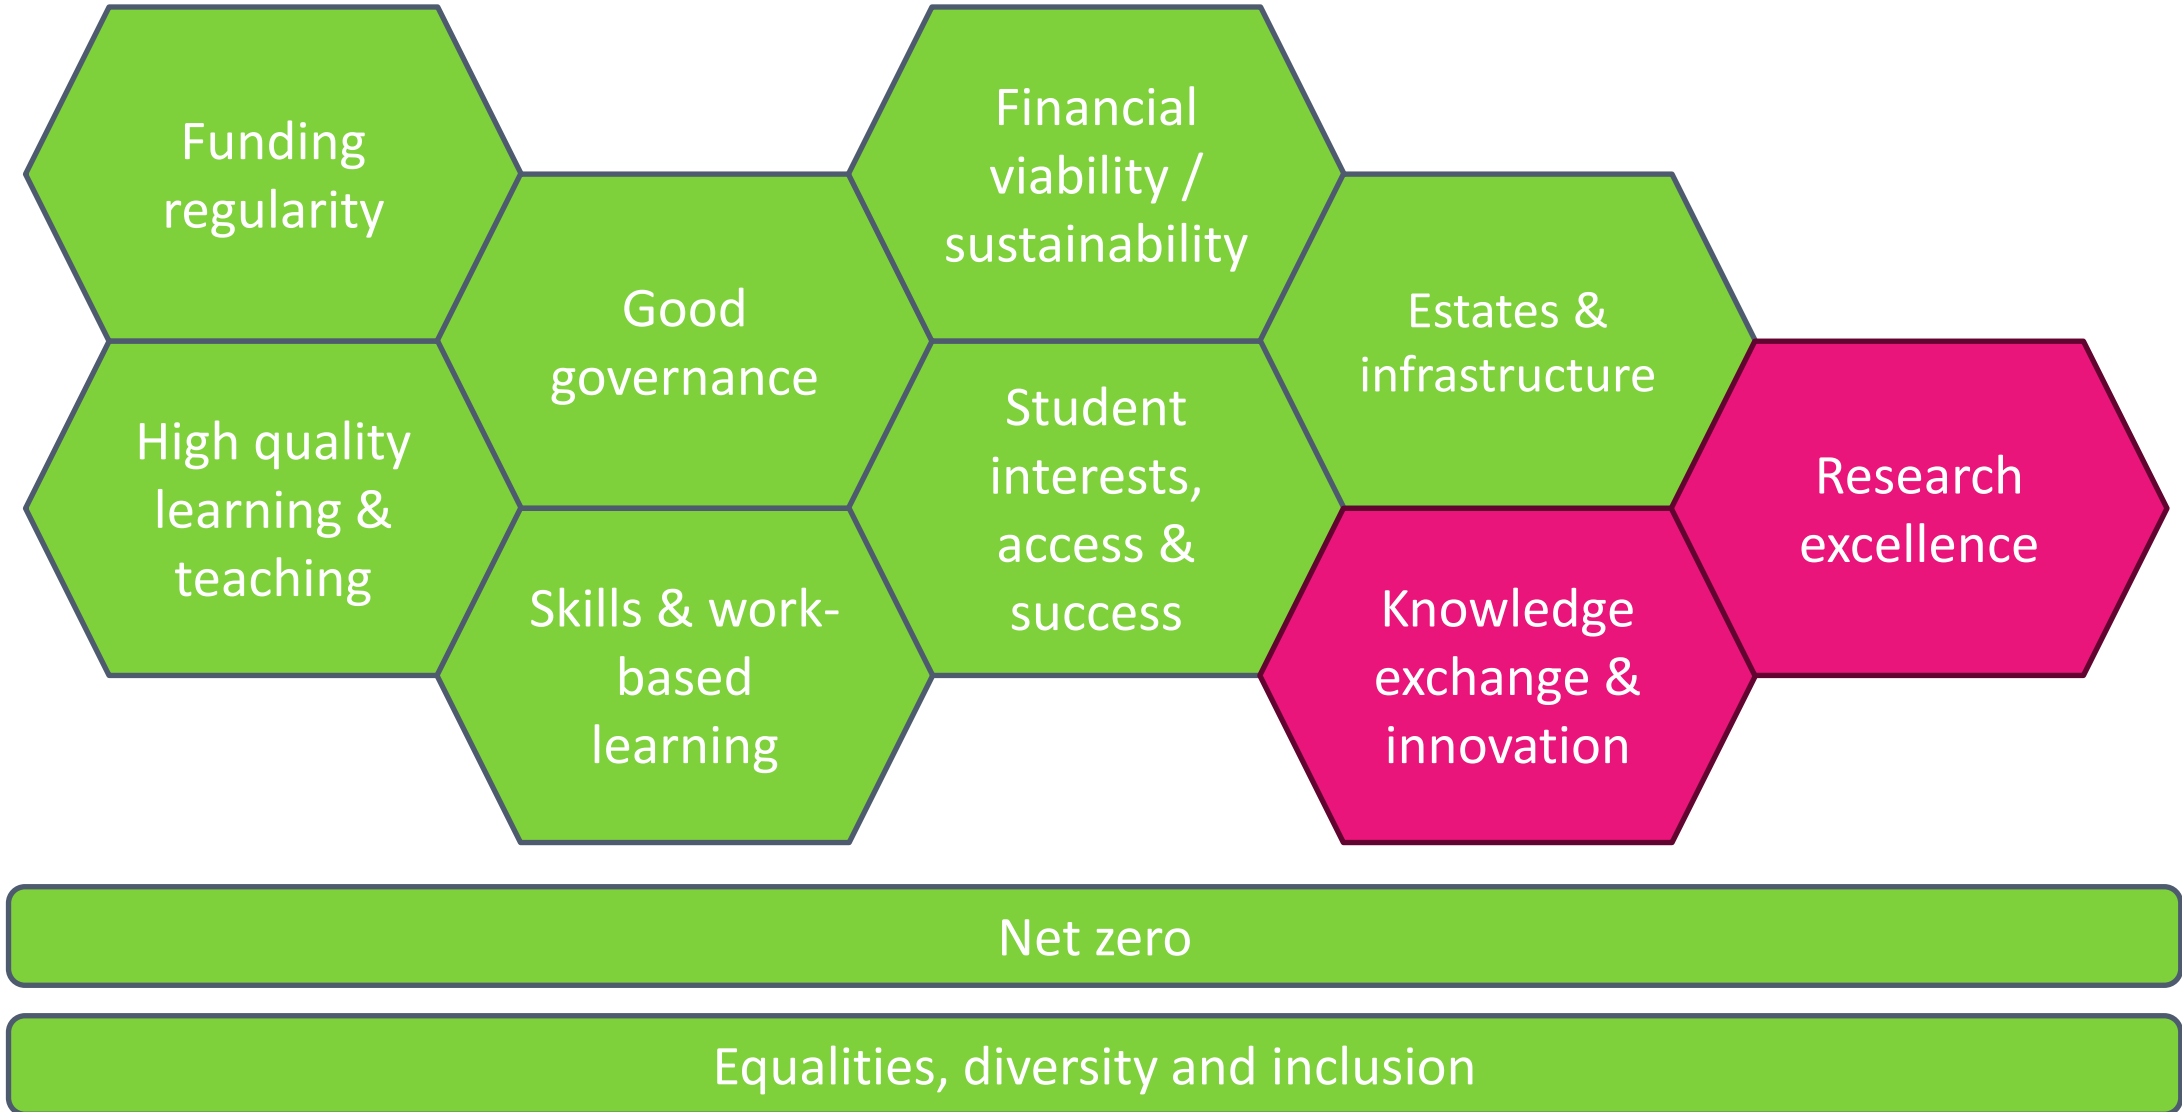 Funding
regularity
High quality
learning &
teaching
Good
governance
Skills & work-
based
learning
Financial
viability /
sustainability
Student
interests,
access &
success
Estates &
infrastructure
Knowledge
exchange &
innovation
Research
excellence
Net zero
Equalities, diversity and inclusion